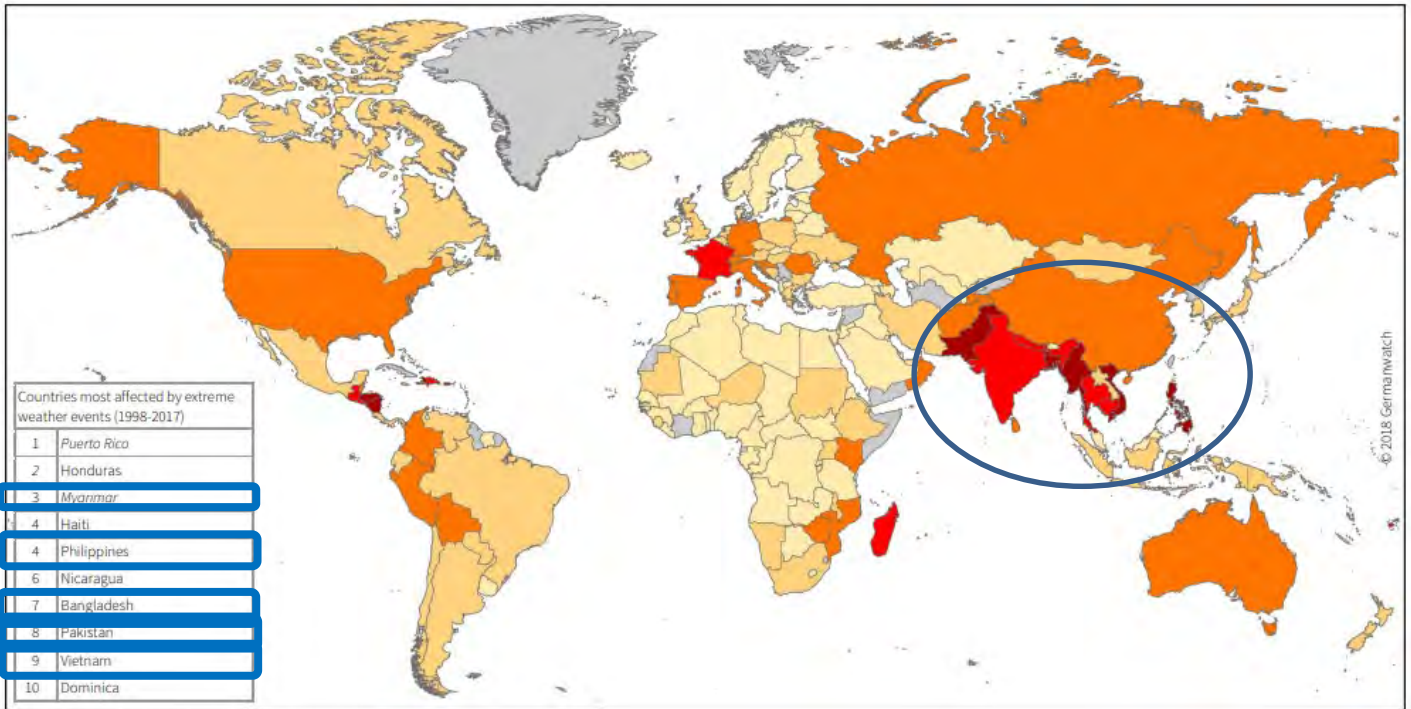 Countries most affected by extreme
weather events (1998-2017)
1 Puerto Rico
2 Honduras
3 Myanmar
4 Haiti
4 Philippines
6 Nicaragua
7 Bangladesh
8 Pakistan
9 Vietnam
10 Dominica
© 2018 Germanwatch